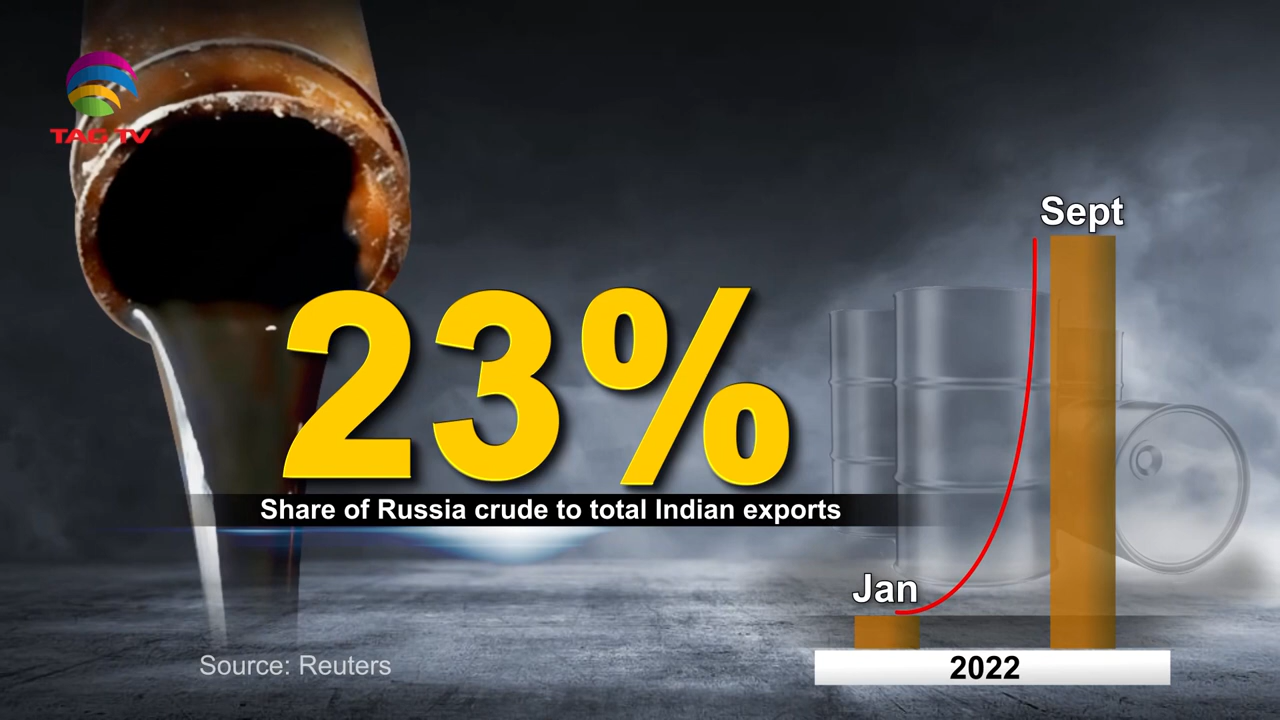 TAG TV
Sept
23%
Share of Russia crude to total Indian exports
Jan
Source: Reuters
2022